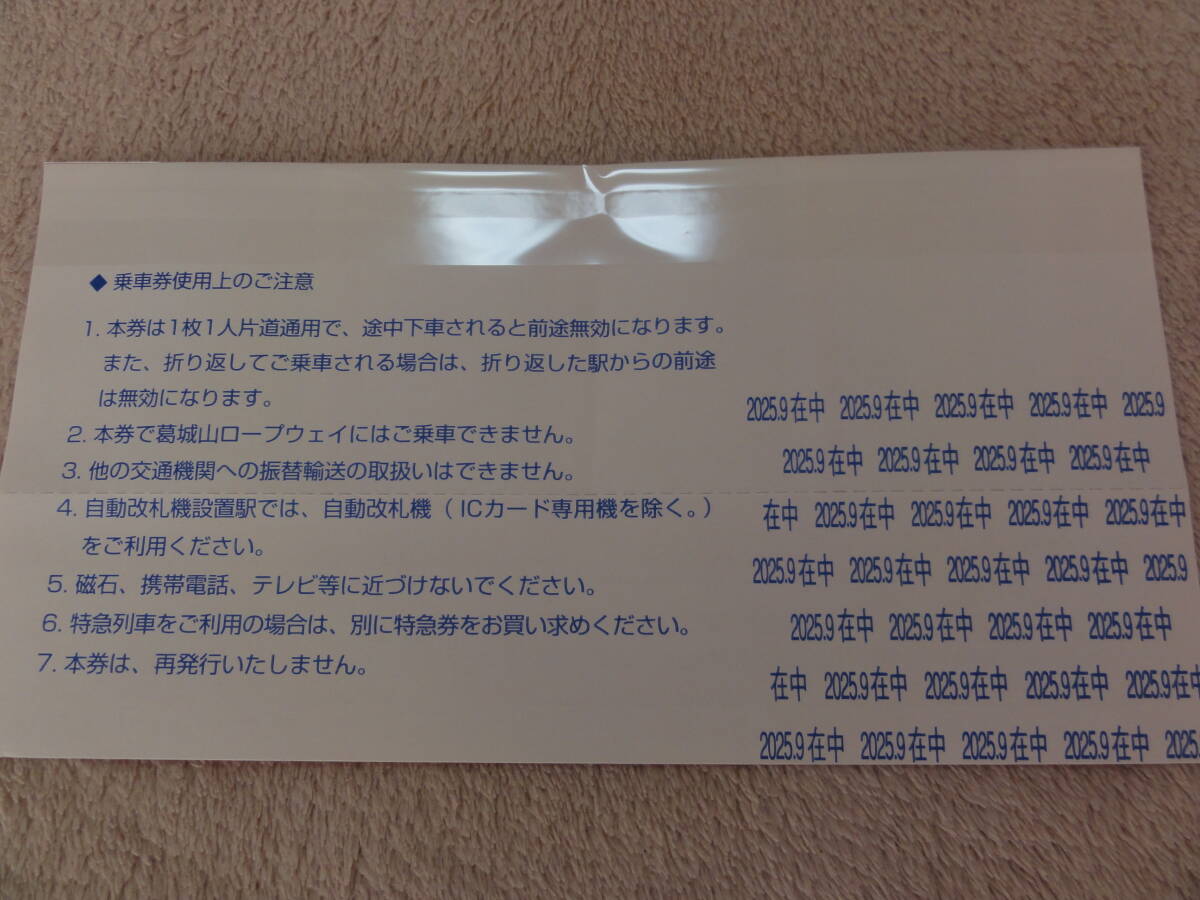 ◆ 乗車券使用上のご注意
1. 本券は1枚1人片道通用で、途中下車されると前途無効になります。
また、折り返してご乗車される場合は、折り返した駅からの前途
は無効になります。
2. 本券で葛城山ロープウェイにはご乗車できません。
3. 他の交通機関への振替輸送の取扱いはできません。
4. 自動改札機設置駅では、自動改札機（ICカード専用機を除く。）
をご利用ください。
5. 磁石、携帯電話、テレビ等に近づけないでください。
6. 特急列車をご利用の場合は、別に特急券をお買い求めください。
7. 本券は、再発行いたしません。
2025.9在中 2025.9在中 2025.9在中 2025.9在中 2025.9
2025.9在中 2025.9在中 2025.9在中 2025.9在中
在中 2025.9在中 2025.9在中 2025.9在中 2025.9在中
2025.9在中 2025.9在中 2025.9在中 2025.9在中 2025.9
2025.9在中 2025.9在中 2025.9在中 2025.9在中
在中 2025.9在中 2025.9在中 2025.9在中 2025.9在中
2025.9在中 2025.9在中 2025.9在中 2025.9在中 2025.